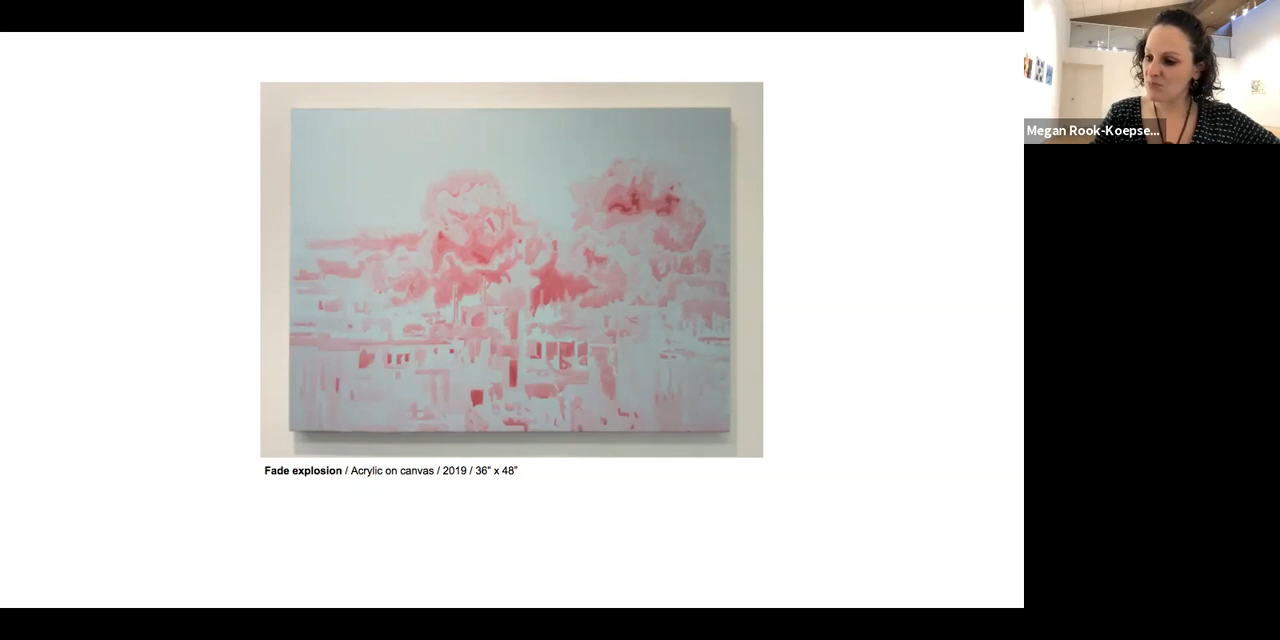 Megan Rook-Koepse...
Fade explosion / Acrylic on canvas / 2019 / 36” x 48”